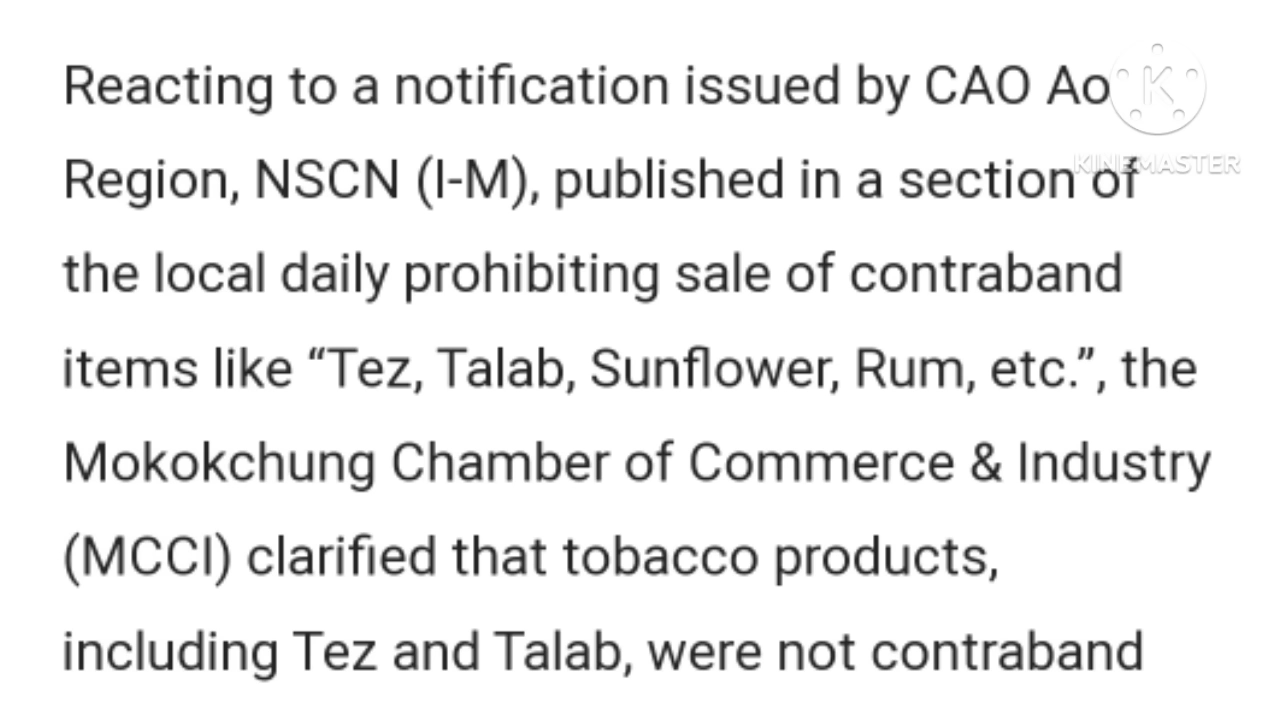 Reacting to a notification issued by CAO Ao
Region, NSCN (I-M), published in a section of
the local daily prohibiting sale of contraband
items like “Tez, Talab, Sunflower, Rum, etc.”, the
Mokokchung Chamber of Commerce & Industry
(MCCI) clarified that tobacco products,
including Tez and Talab, were not contraband
K
KINEMASTER